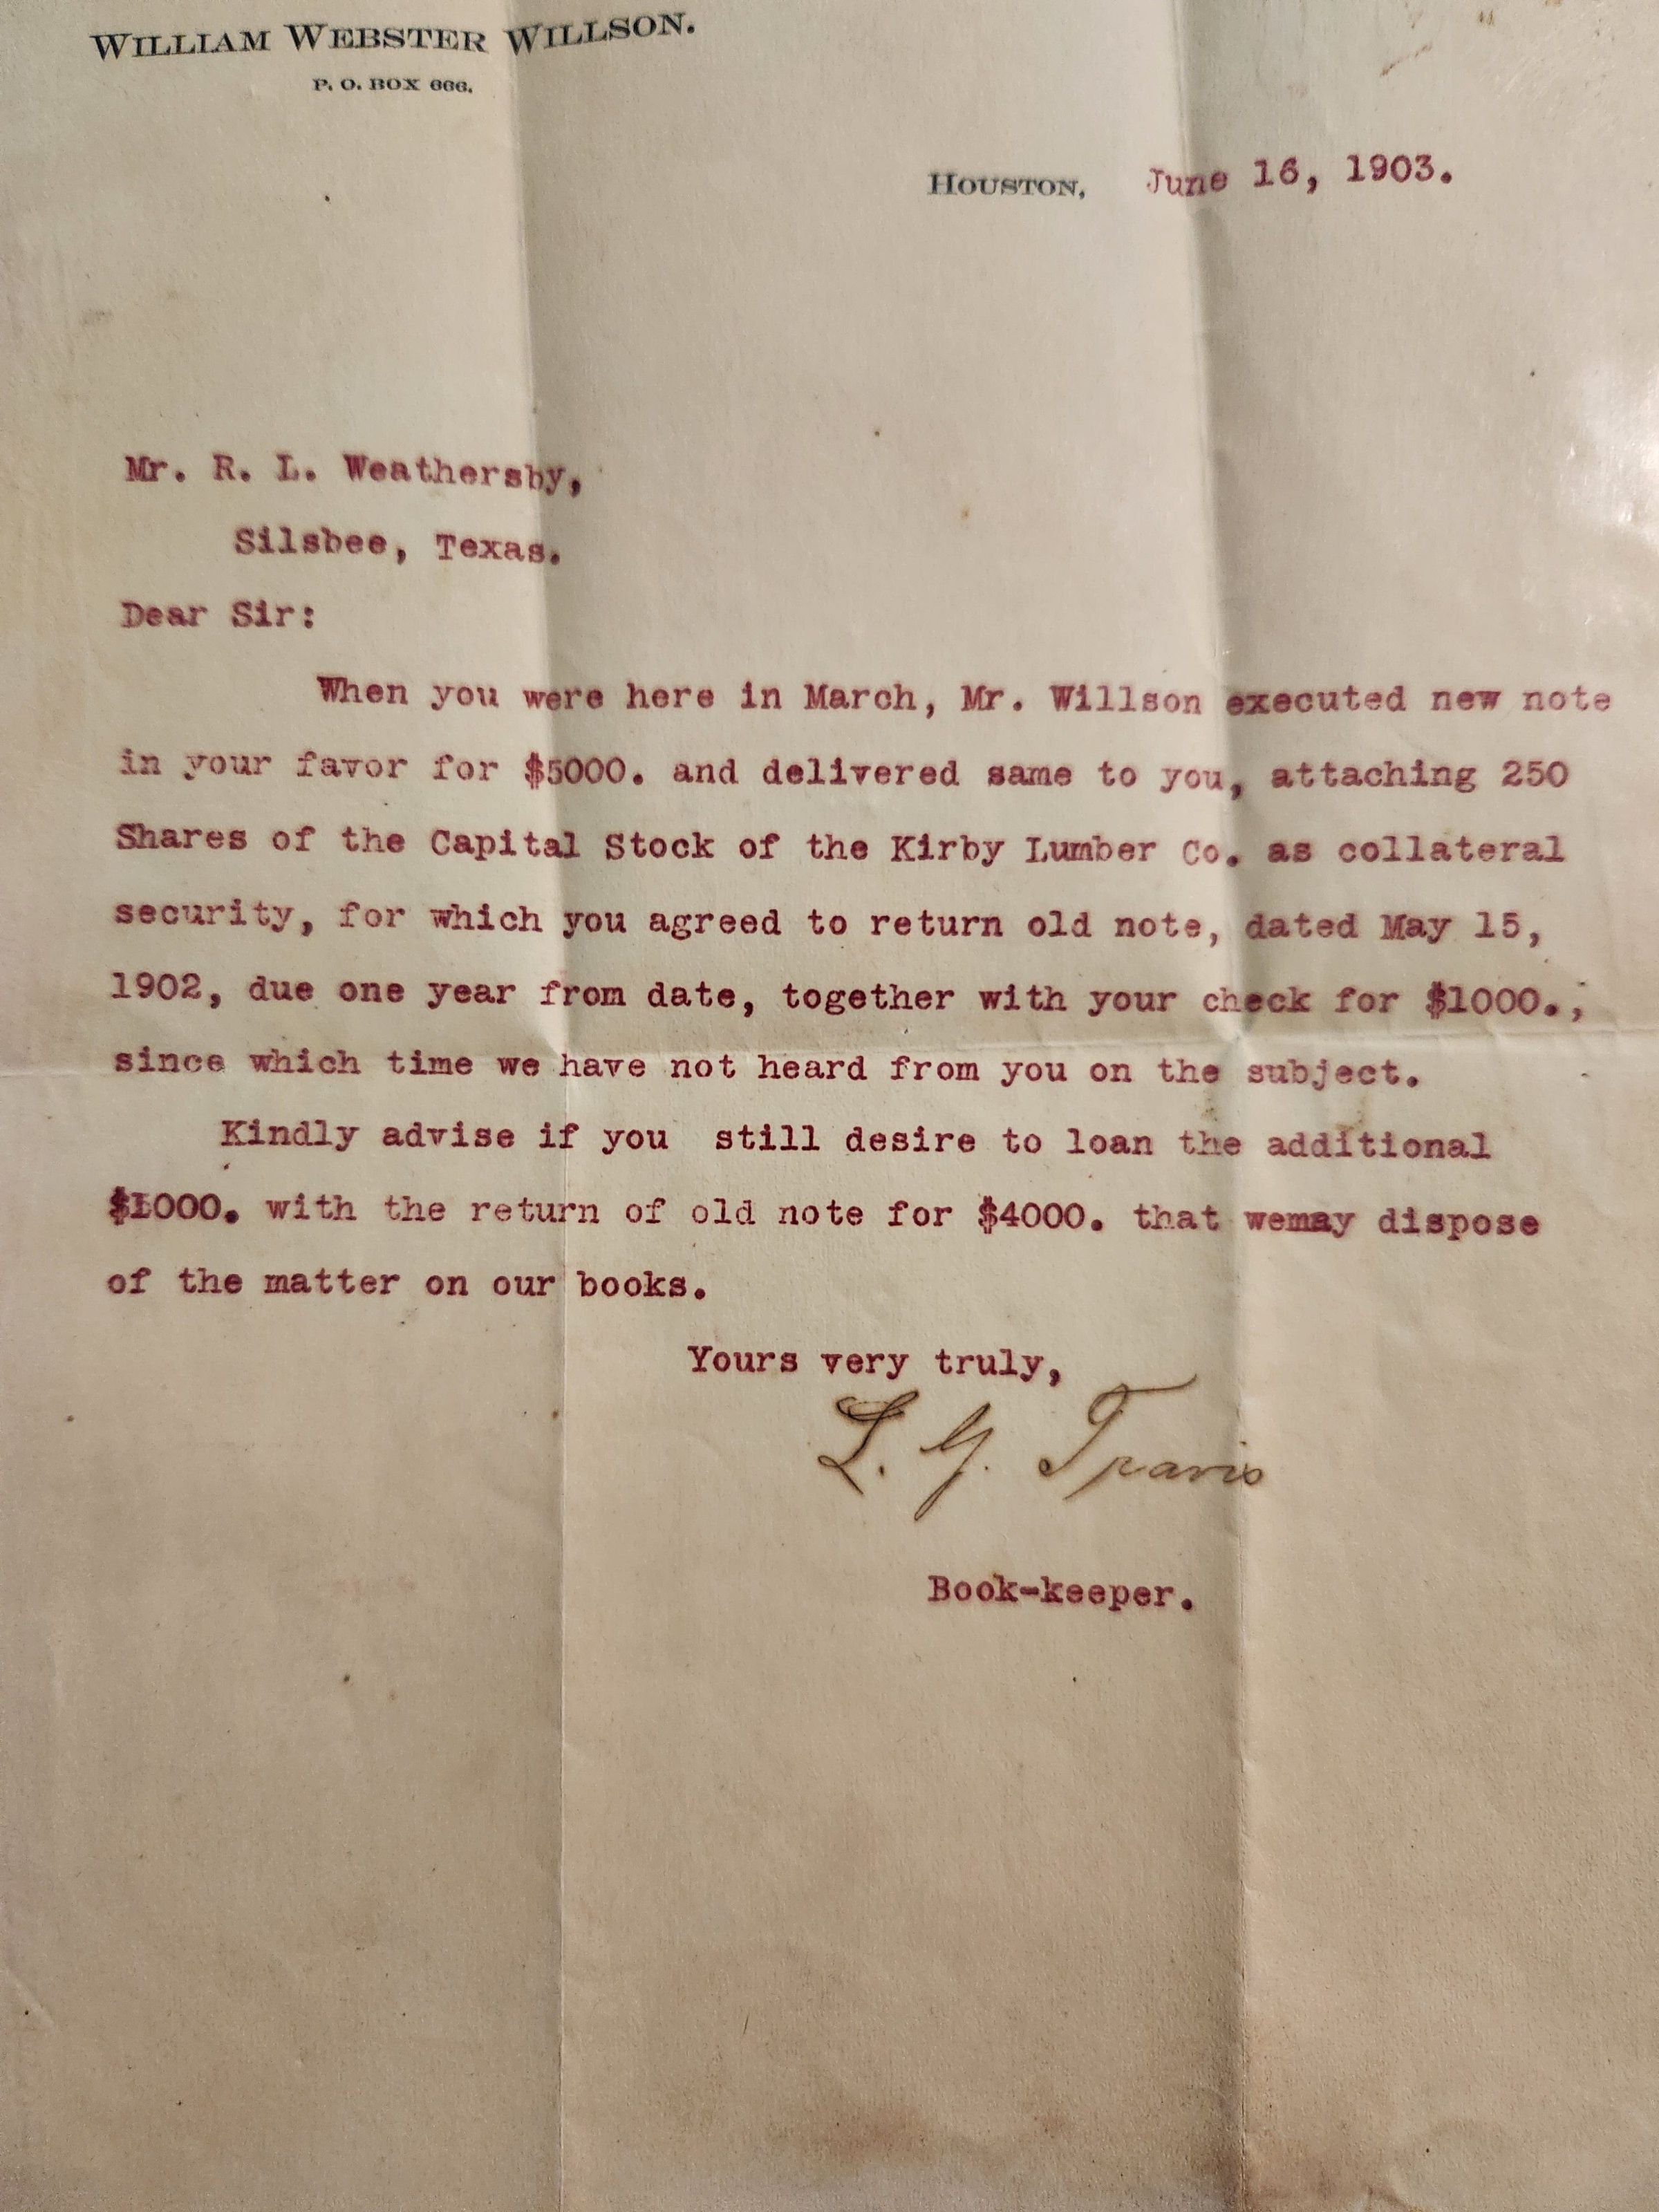 WILLIAM WEBSTER WILLSON.
P. O. BOX 666.
HOUSTON, June 16, 1903.
Mr. R. L. Weathersby,
Silsbee, Texas.
Dear Sir:
When you were here in March, Mr. Willson executed new note
in your favor for $5000. and delivered same to you, attaching 250
Shares of the Capital Stock of the Kirby Lumber Co. as collateral
security, for which you agreed to return old note, dated May 15,
1902, due one year from date, together with your check for $1000.,
since which time we have not heard from you on the subject.
Kindly advise if you still desire to loan the additional
$1000. with the return of old note for $4000. that wemay dispose
of the matter on our books.
Yours very truly,
L. Y. Travis
Book-keeper.